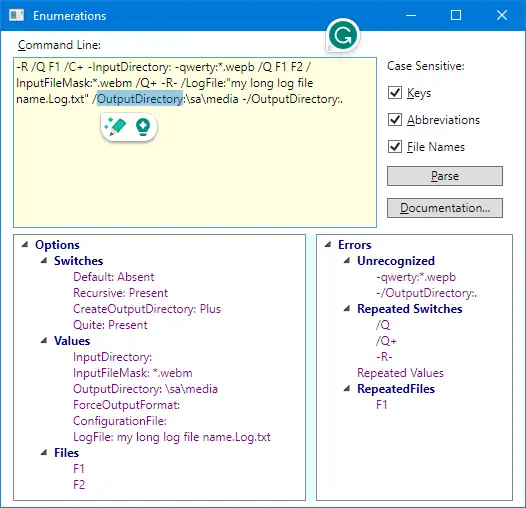 Enumerations
Command Line:
-R /Q F1 /C+ -InputDirectory: -qwerty:*.wepb /Q F1 F2 /
InputFileMask:*.webm /Q+ -R- /LogFile:"my long log file
name.Log.txt" /OutputDirectory:\sa\media -/OutputDirectory:.
Case Sensitive:
Keys
Abbreviations
File Names
Parse
Documentation...
Options
Switches
Default: Absent
Recursive: Present
CreateOutputDirectory: Plus
Quite: Present
Values
InputDirectory:
InputFileMask: *.webm
OutputDirectory: \sa\media
ForceOutputFormat:
ConfigurationFile:
LogFile: my long log file name.Log.txt
Files
F1
F2
Errors
Unrecognized
-qwerty:*.wepb
-/OutputDirectory:.
Repeated Switches
/Q
/Q+
-R-
Repeated Values
RepeatedFiles
F1